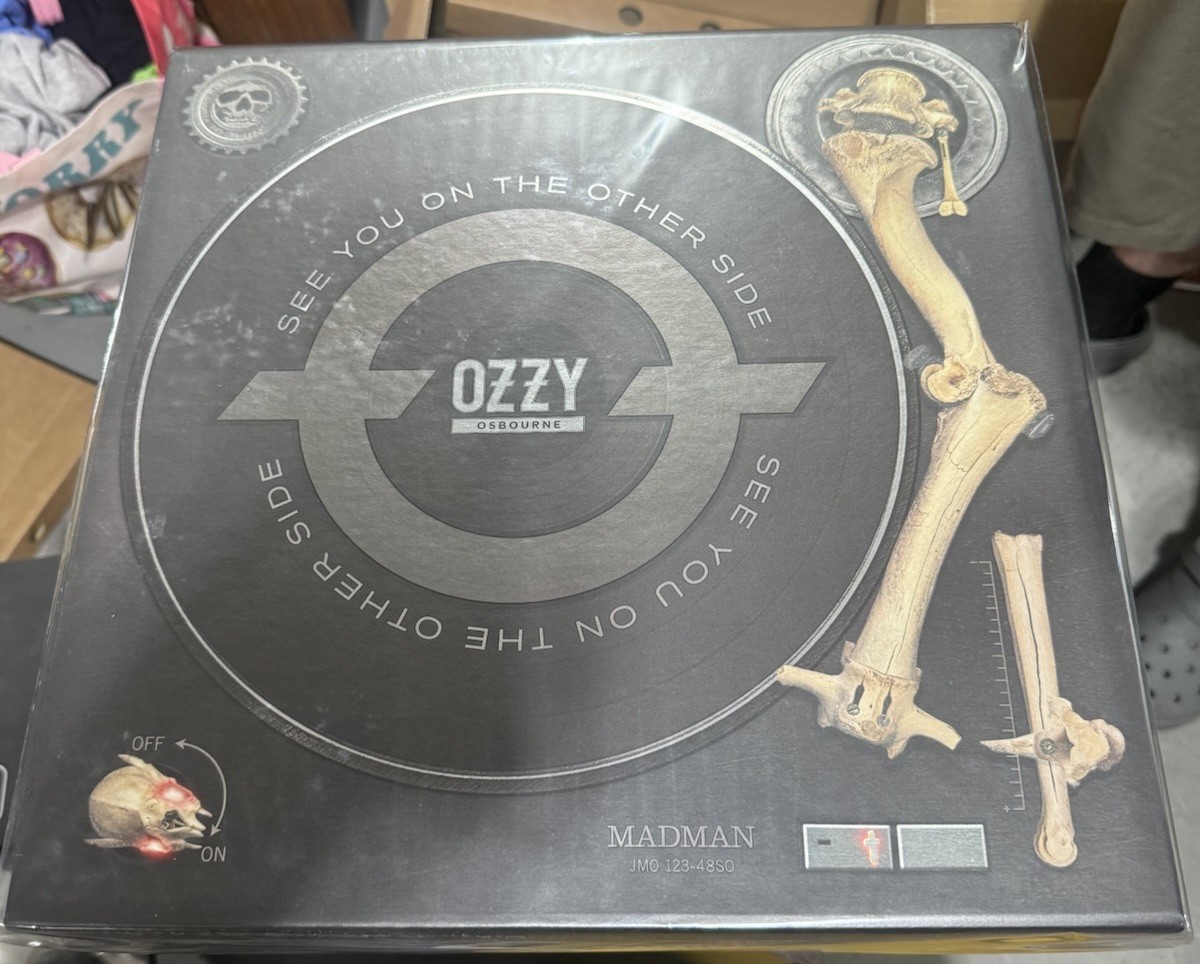 SEE YOU ON THE OTHER SIDE
OZZY
OSBOURNE
SEE YOU ON THE OTHER SIDE
OFF
ON
MADMAN
JMO 123-48SO
-
+